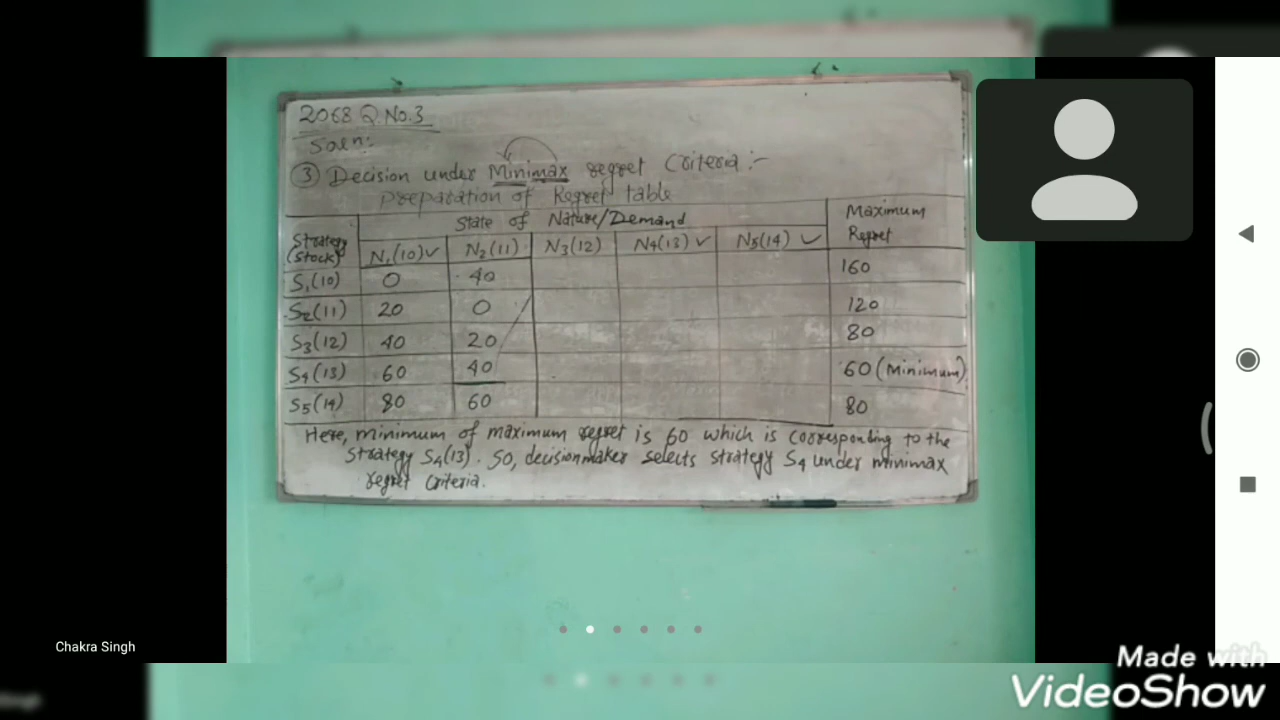 2068 Q.No.3
Soln:
③ Decision under Minimax regret Criteria :-
preparation of Regret table
Strategy (Stock) State of Nature/Demand Maximum Regret
N₁(10) ✓ N₂(11) N₃(12) N₄(13) ✓ N₅(14) ✓
S₁(10) 0 40 160
S₂(11) 20 0 120
S₃(12) 40 20 80
S₄(13) 60 40 60 (Minimum)
S₅(14) 80 60 80
Here, minimum of maximum regret is 60 which is corresponding to the
strategy S₄(13). So, decisionmaker selects strategy S₄ under minimax
regret criteria.
Chakra Singh
Made with
VideoShow